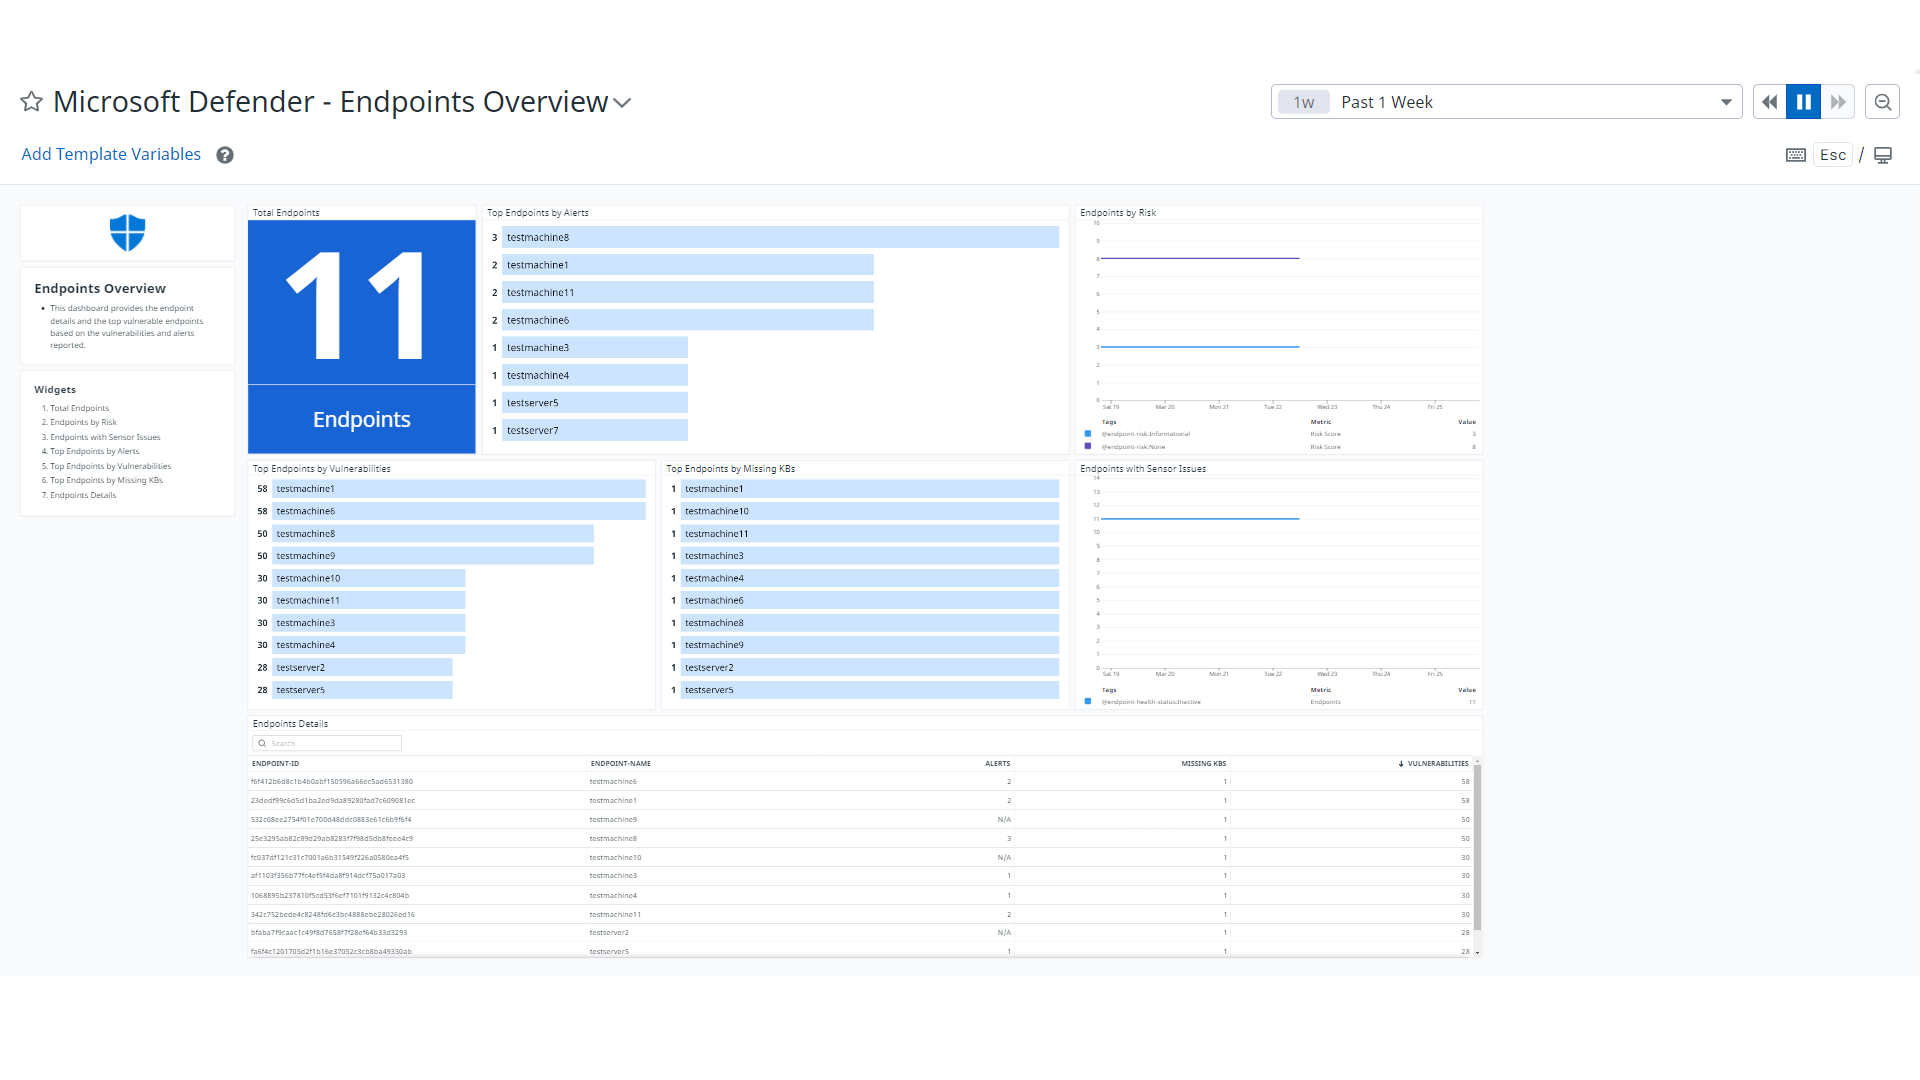 Microsoft Defender - Endpoints Overview
1w Past 1 Week
Add Template Variables ?
Esc /
Endpoints Overview
• This dashboard provides the endpoint
details and the top vulnerable endpoints
based on the vulnerabilities and alerts
reported.
Widgets
1. Total Endpoints
2. Endpoints by Risk
3. Endpoints with Sensor Issues
4. Top Endpoints by Alerts
5. Top Endpoints by Vulnerabilities
6. Top Endpoints by Missing KBs
7. Endpoints Details
Total Endpoints
11
Endpoints
Top Endpoints by Alerts
3 testmachine8
2 testmachine1
2 testmachine11
2 testmachine6
1 testmachine3
1 testmachine4
1 testserver5
1 testserver7
Endpoints by Risk
10
9
8
7
6
5
4
3
2
1
0
Sat 19 Mar 20 Mon 21 Tue 22 Wed 23 Thu 24 Fri 25
Tags Metric Value
@endpoint-risk:Informational Risk Score 3
@endpoint-risk:None Risk Score 8
Top Endpoints by Vulnerabilities
58 testmachine1
58 testmachine6
50 testmachine8
50 testmachine9
30 testmachine10
30 testmachine11
30 testmachine3
30 testmachine4
28 testserver2
28 testserver5
Top Endpoints by Missing KBs
1 testmachine1
1 testmachine10
1 testmachine11
1 testmachine3
1 testmachine4
1 testmachine6
1 testmachine8
1 testmachine9
1 testserver2
1 testserver5
Endpoints with Sensor Issues
14
13
12
11
10
9
8
7
6
5
4
3
2
1
0
Sat 19 Mar 20 Mon 21 Tue 22 Wed 23 Thu 24 Fri 25
Tags Metric Value
@endpoint-health-status:Inactive Endpoints 11
Endpoints Details
Search
ENDPOINT-ID ENDPOINT-NAME ALERTS MISSING KBS ↓ VULNERABILITIES
f6f412b6d8c1b4b0abf150596a66ec5ad6531380 testmachine6 2 1 58
23dedf99c6d5d1ba2ed9da89280fad7c609081ec testmachine1 2 1 58
532c08ee2754f01e700d48ddc0883e61c6b9f6f4 testmachine9 N/A 1 50
25e3295ab82c89d29ab8283f7f98d5db8feee4c9 testmachine8 3 1 50
fc037df121c31c7001a6b31549f226a0580ea4f5 testmachine10 N/A 1 30
af1103f356b77fc4ef5f4da8f914dcf75a017a03 testmachine3 1 1 30
1068895b237810f5cd53f6ef7101f9132c4c804b testmachine4 1 1 30
342c752bede4c8248fd6c3bc4888ebe28026ed16 testmachine11 2 1 30
bfaba7f9caac1c49f8d7658f7f28ef64b33d3293 testserver2 N/A 1 28
fa6f4c1201705d2f1b16e37052c3cb8ba49330ab testserver5 1 1 28